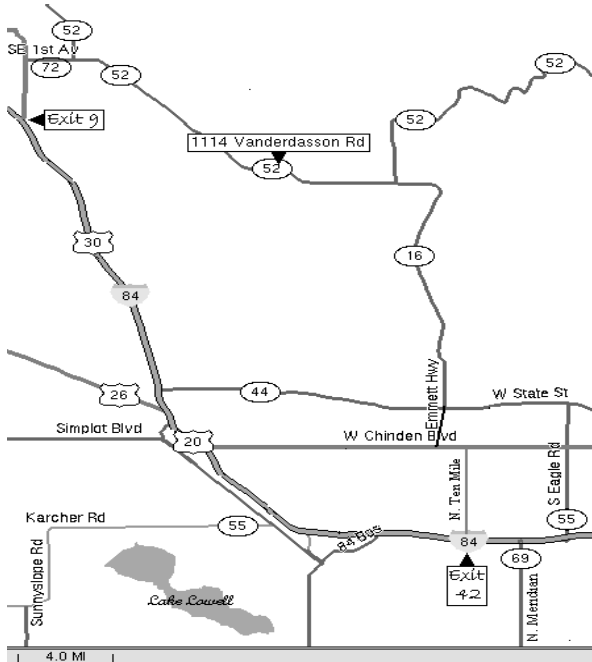 52
SE 1st Av
72
52
52
Exit 9
52
1114 Vanderdasson Rd
52
30
16
84
26
44
Emmett Hwy
W State St
Simplot Blvd
20
W Chinden Blvd
N. Ten Mile
S Eagle Rd
Karcher Rd
55
55
84 Bus
84
69
Sunnyslope Rd
Lake Lowell
Exit
42
N. Meridian
4.0 MI